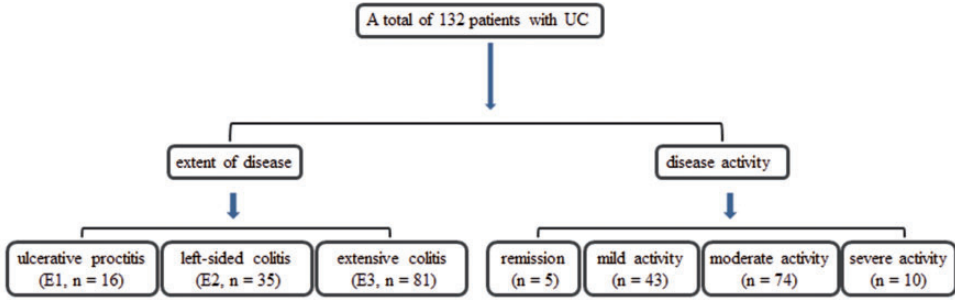 A total of 132 patients with UC
extent of disease
disease activity
ulcerative proctitis
(E1, n = 16)
left-sided colitis
(E2, n = 35)
extensive colitis
(E3, n = 81)
remission
(n = 5)
mild activity
(n = 43)
moderate activity
(n = 74)
severe activity
(n = 10)